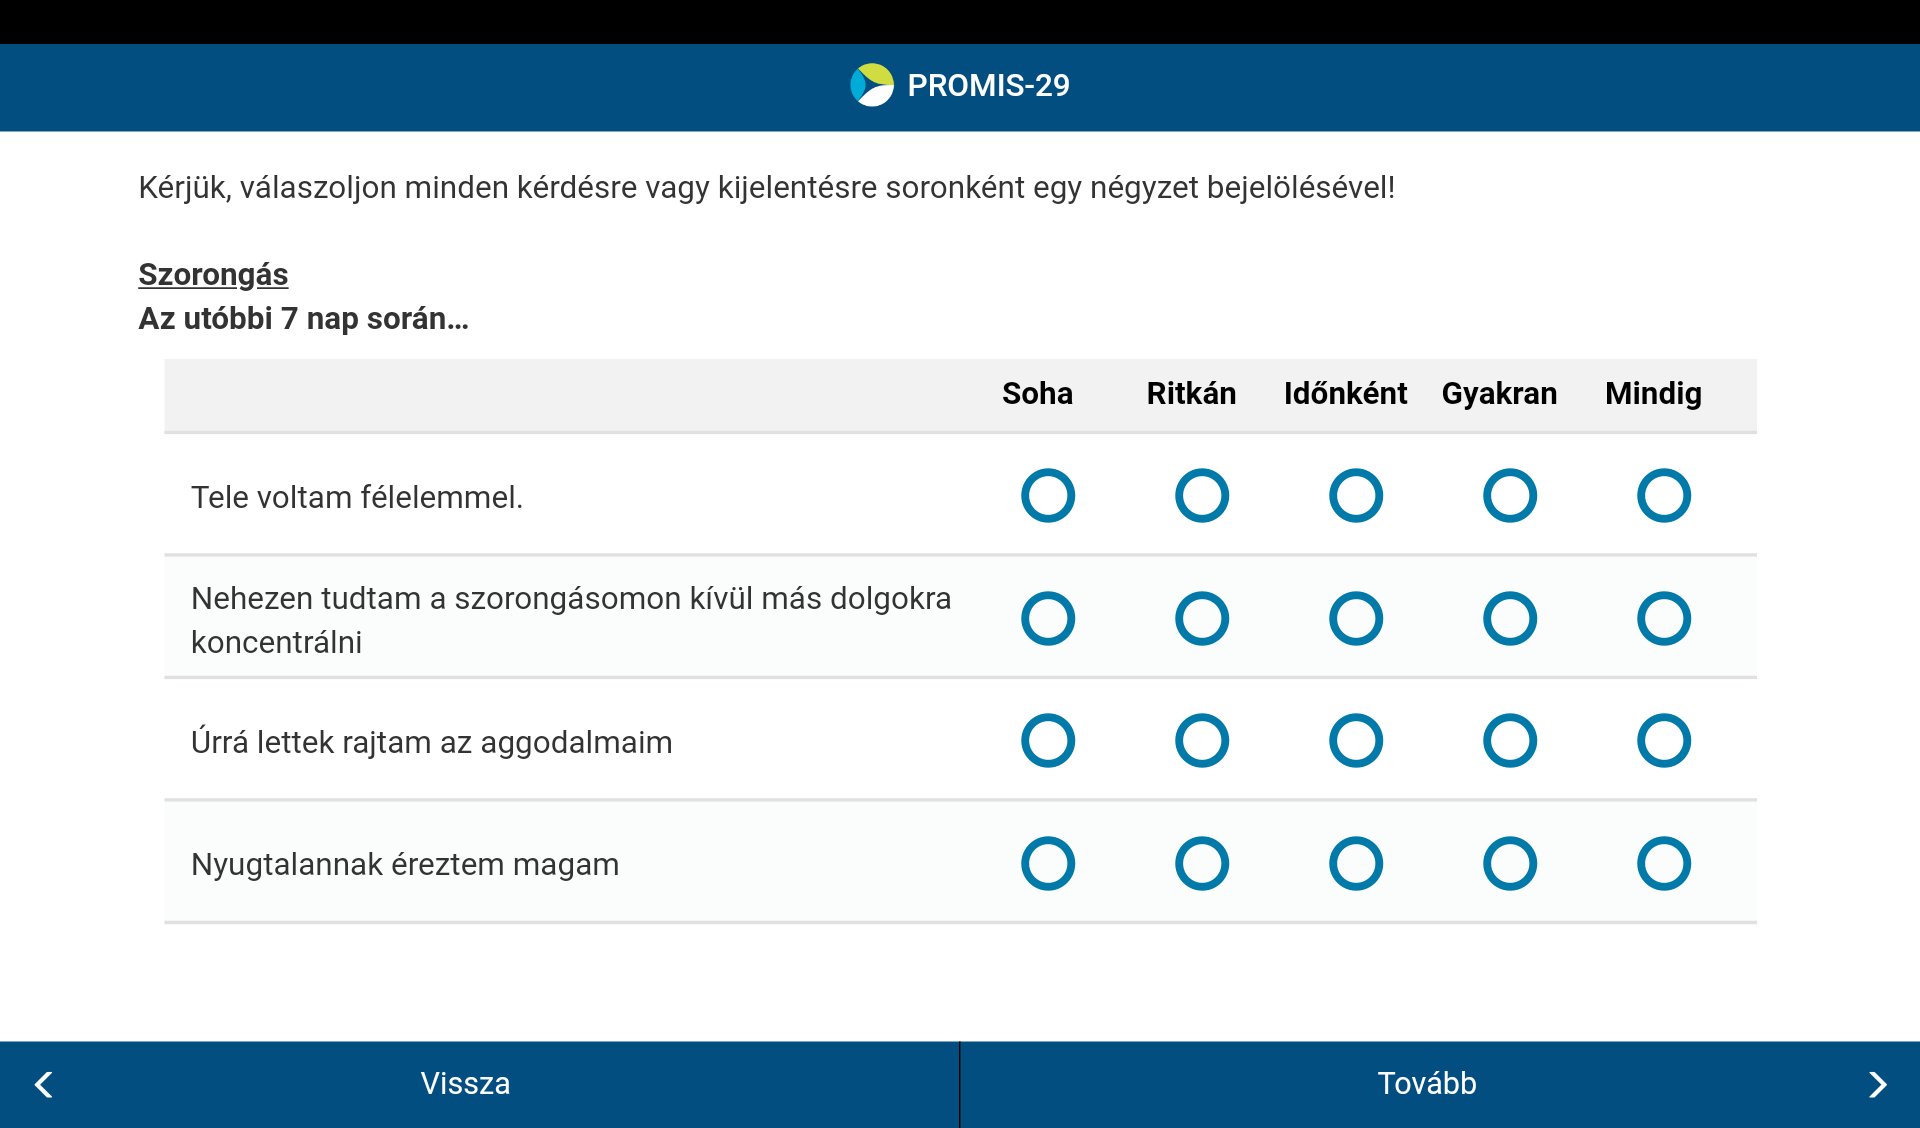 PROMIS-29
Kérjük, válaszoljon minden kérdésre vagy kijelentésre soronként egy négyzet bejelölésével!
Szorongás
Az utóbbi 7 nap során...
Soha Ritkán Időnként Gyakran Mindig
Tele voltam félelemmel.
Nehezen tudtam a szorongásomon kívül más dolgokra
koncentrálni
Úrrá lettek rajtam az aggodalmaim
Nyugtalannak éreztem magam
Vissza Tovább